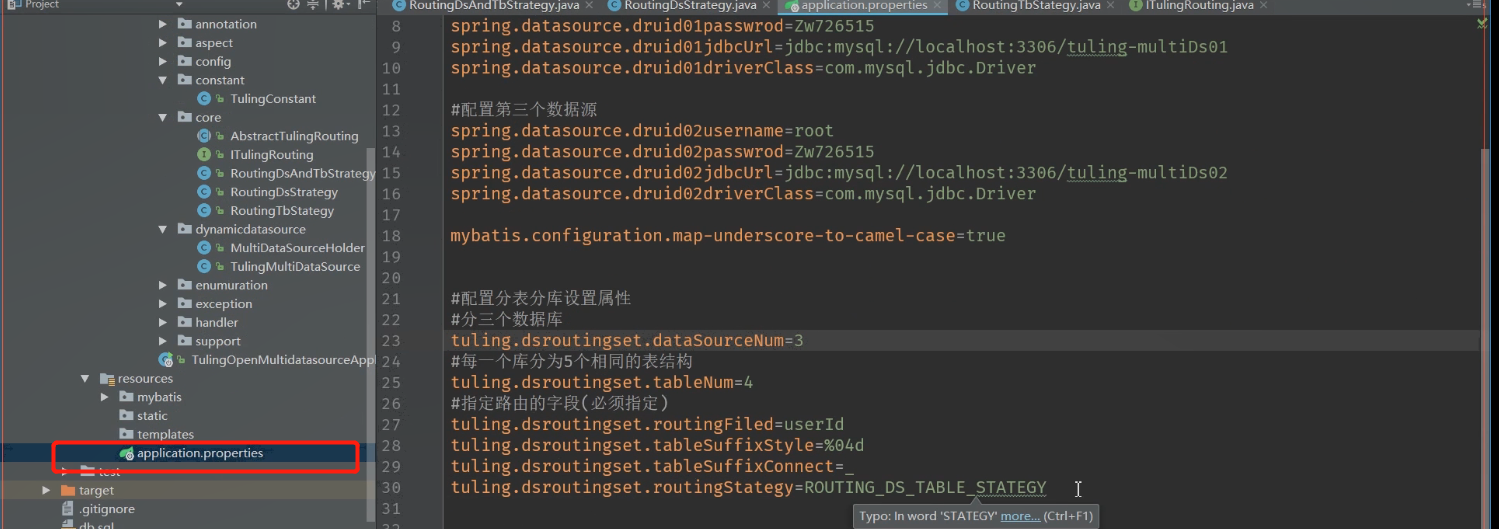 Project
RoutingDsAndTbStrategy.java
RoutingDsStrategy.java
application.properties
RoutingTbStrategy.java
ITulingRouting.java
annotation
aspect
config
constant
TulingConstant
core
AbstractTulingRouting
ITulingRouting
RoutingDsAndTbStrategy
RoutingDsStrategy
RoutingTbStategy
dynamicdatasource
MultiDataSourceHolder
TulingMultiDataSource
enumuration
exception
handler
support
TulingOpenMultidatasourceAppl
resources
mybatis
static
templates
application.properties
test
target
.gitignore
db.sql
8 spring.datasource.druid01passwrod=Zw726515
9 spring.datasource.druid01jdbcUrl=jdbc:mysql://localhost:3306/tuling-multiDs01
10 spring.datasource.druid01driverClass=com.mysql.jdbc.Driver
11
12 #配置第三个数据源
13 spring.datasource.druid02username=root
14 spring.datasource.druid02passwrod=Zw726515
15 spring.datasource.druid02jdbcUrl=jdbc:mysql://localhost:3306/tuling-multiDs02
16 spring.datasource.druid02driverClass=com.mysql.jdbc.Driver
17
18 mybatis.configuration.map-underscore-to-camel-case=true
19
20
21 #配置分表分库设置属性
22 #分三个数据库
23 tuling.dsroutingset.dataSourceNum=3
24 #每一个库分为5个相同的表结构
25 tuling.dsroutingset.tableNum=4
26 #指定路由的字段(必须指定)
27 tuling.dsroutingset.routingFiled=userId
28 tuling.dsroutingset.tableSuffixStyle=%04d
29 tuling.dsroutingset.tableSuffixConnect=_
30 tuling.dsroutingset.routingStategy=ROUTING_DS_TABLE_STATEGY
31
Typo: In word 'STATEGY' more... (Ctrl+F1)